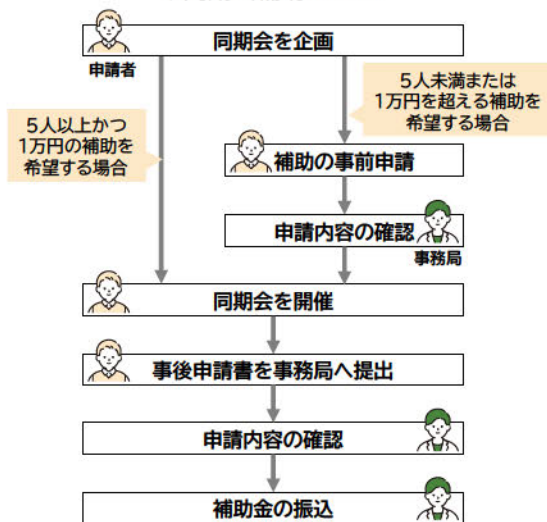 同期会を企画
申請者
5人未満または
1万円を超える補助を
希望する場合
5人以上かつ
1万円の補助を
希望する場合
補助の事前申請
申請内容の確認
事務局
同期会を開催
事後申請書を事務局へ提出
申請内容の確認
補助金の振込